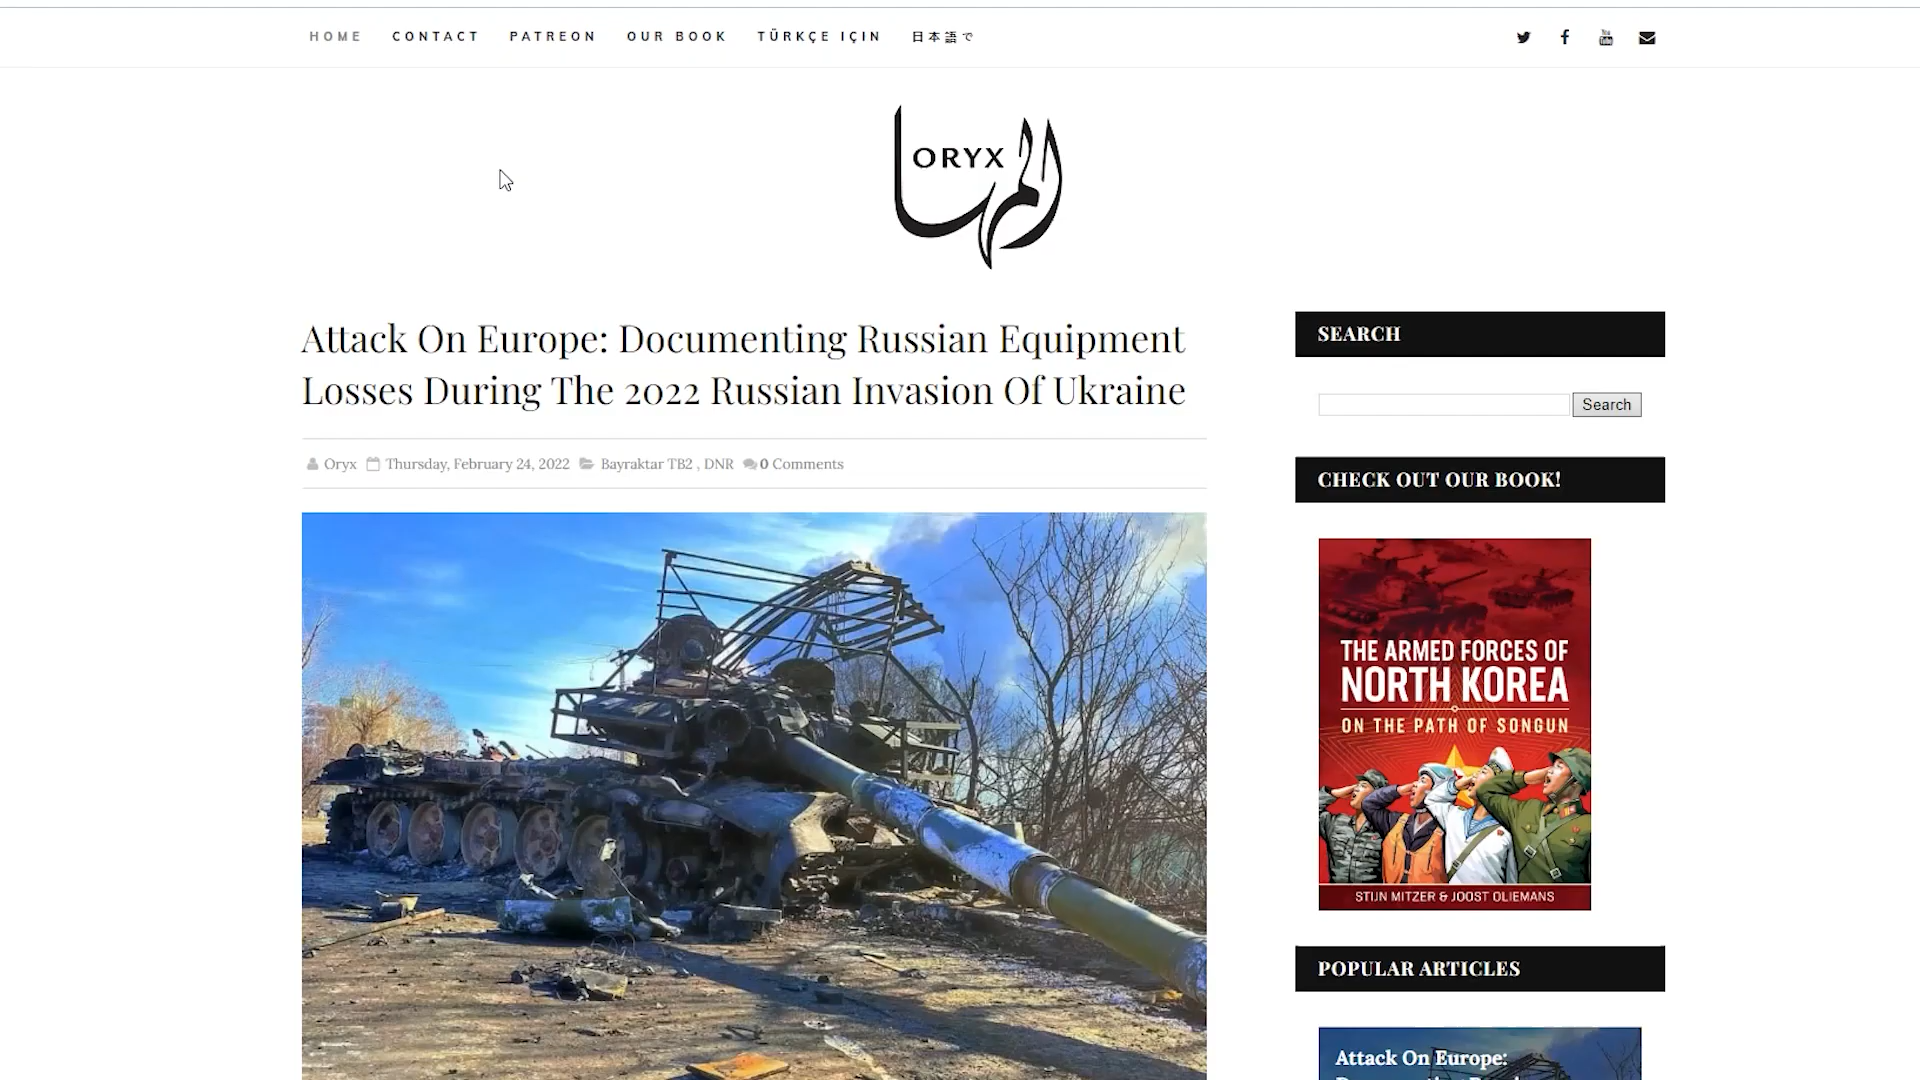 HOME CONTACT PATREON OUR BOOK TÜRKÇE IÇIN 日本語で
ORYX
المها
Attack On Europe: Documenting Russian Equipment
Losses During The 2022 Russian Invasion Of Ukraine
Oryx Thursday, February 24, 2022 Bayraktar TB2 , DNR 0 Comments
SEARCH
Search
CHECK OUT OUR BOOK!
THE ARMED FORCES OF
NORTH KOREA
ON THE PATH OF SONGUN
STIJN MITZER & JOOST OLIEMANS
POPULAR ARTICLES
Attack On Europe: